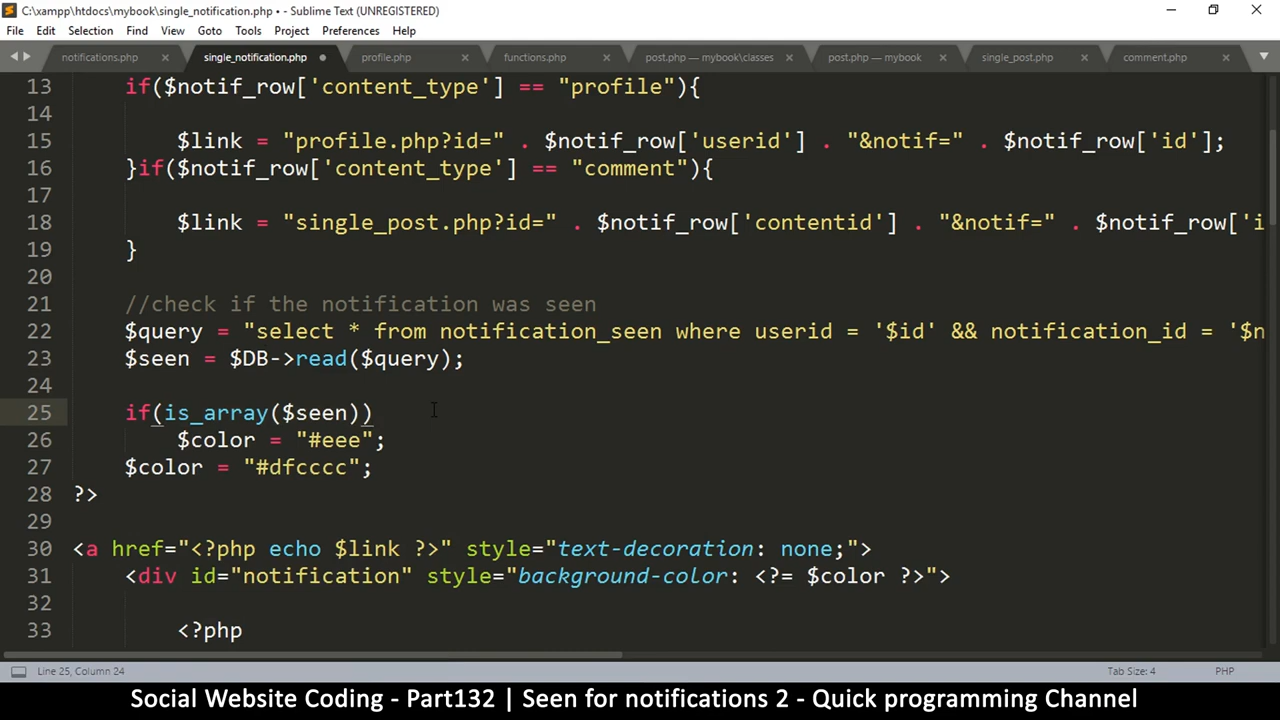 C:\xampp\htdocs\mybook\single_notification.php • - Sublime Text (UNREGISTERED)
File Edit Selection Find View Goto Tools Project Preferences Help
notifications.php single_notification.php profile.php functions.php post.php — mybook\classes post.php — mybook single_post.php comment.php
13 if($notif_row['content_type'] == "profile"){
14
15 $link = "profile.php?id=" . $notif_row['userid'] . "&notif=" . $notif_row['id'];
16 }if($notif_row['content_type'] == "comment"){
17
18 $link = "single_post.php?id=" . $notif_row['contentid'] . "&notif=" . $notif_row['i
19 }
20
21 //check if the notification was seen
22 $query = "select * from notification_seen where userid = '$id' && notification_id = '$n
23 $seen = $DB->read($query);
24
25 if(is_array($seen))
26 $color = "#eee";
27 $color = "#dfcccc";
28 ?>
29
30 <a href="<?php echo $link ?>" style="text-decoration: none;">
31 <div id="notification" style="background-color: <?= $color ?>">
32
33 <?php
Line 25, Column 24 Tab Size: 4 PHP
Social Website Coding - Part132 | Seen for notifications 2 - Quick programming Channel